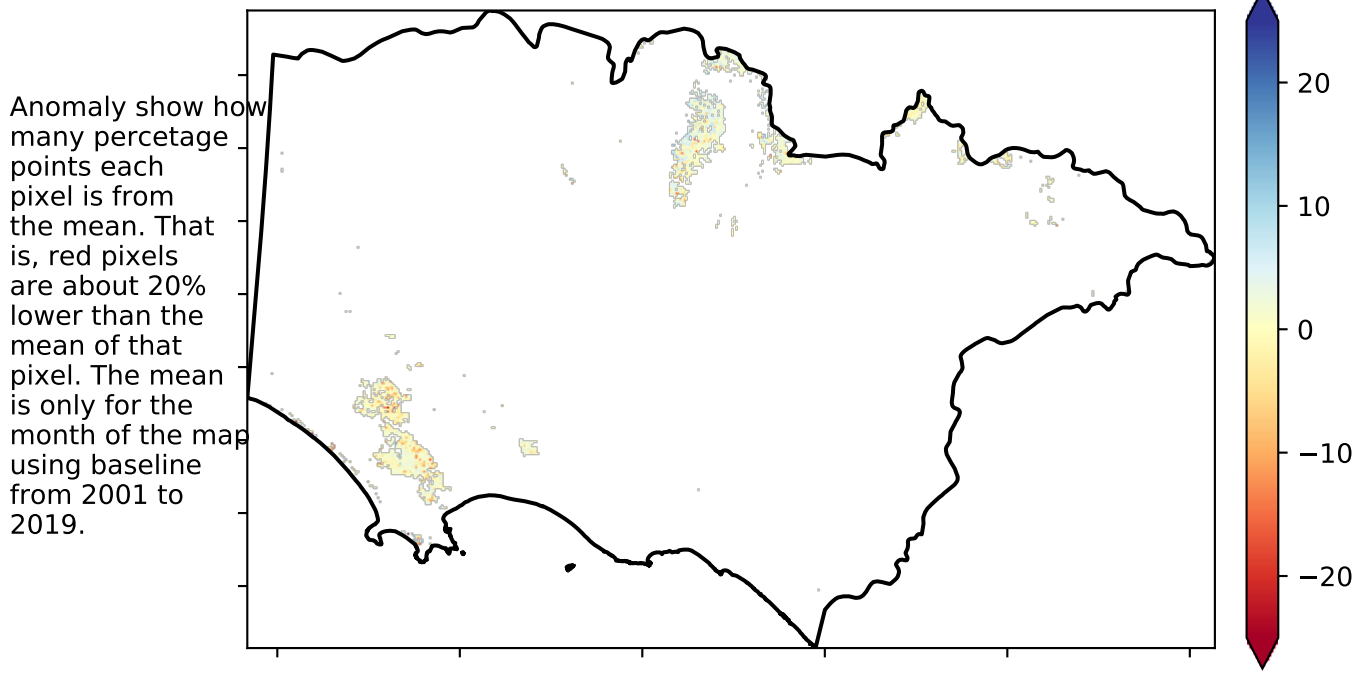 Anomaly show how
many percetage
points each
pixel is from
the mean. That
is, red pixels
are about 20%
lower than the
mean of that
pixel. The mean
is only for the
month of the map
using baseline
from 2001 to
2019.
20
10
0
−10
−20